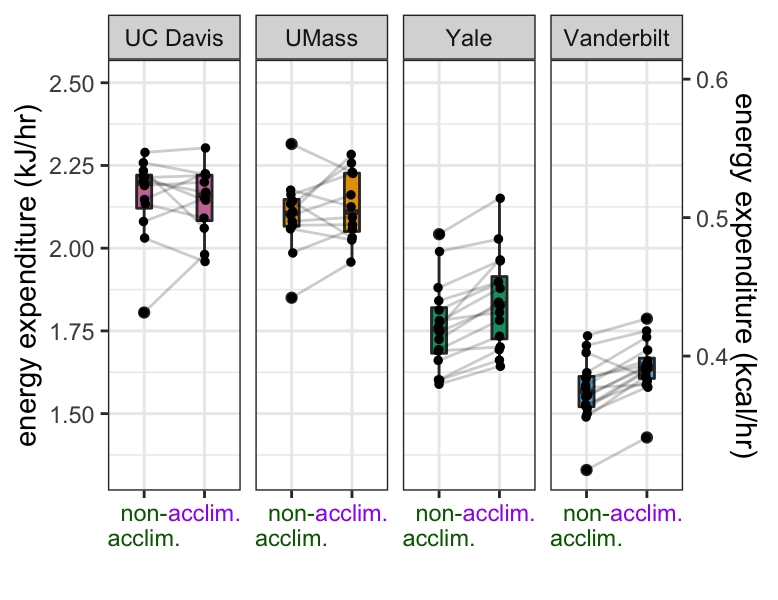 UC Davis UMass Yale Vanderbilt
energy expenditure (kJ/hr)
2.50
2.25
2.00
1.75
1.50
0.6
0.5
0.4
energy expenditure (kcal/hr)
non-acclim. non-acclim. non-acclim. non-acclim.
acclim. acclim. acclim. acclim.